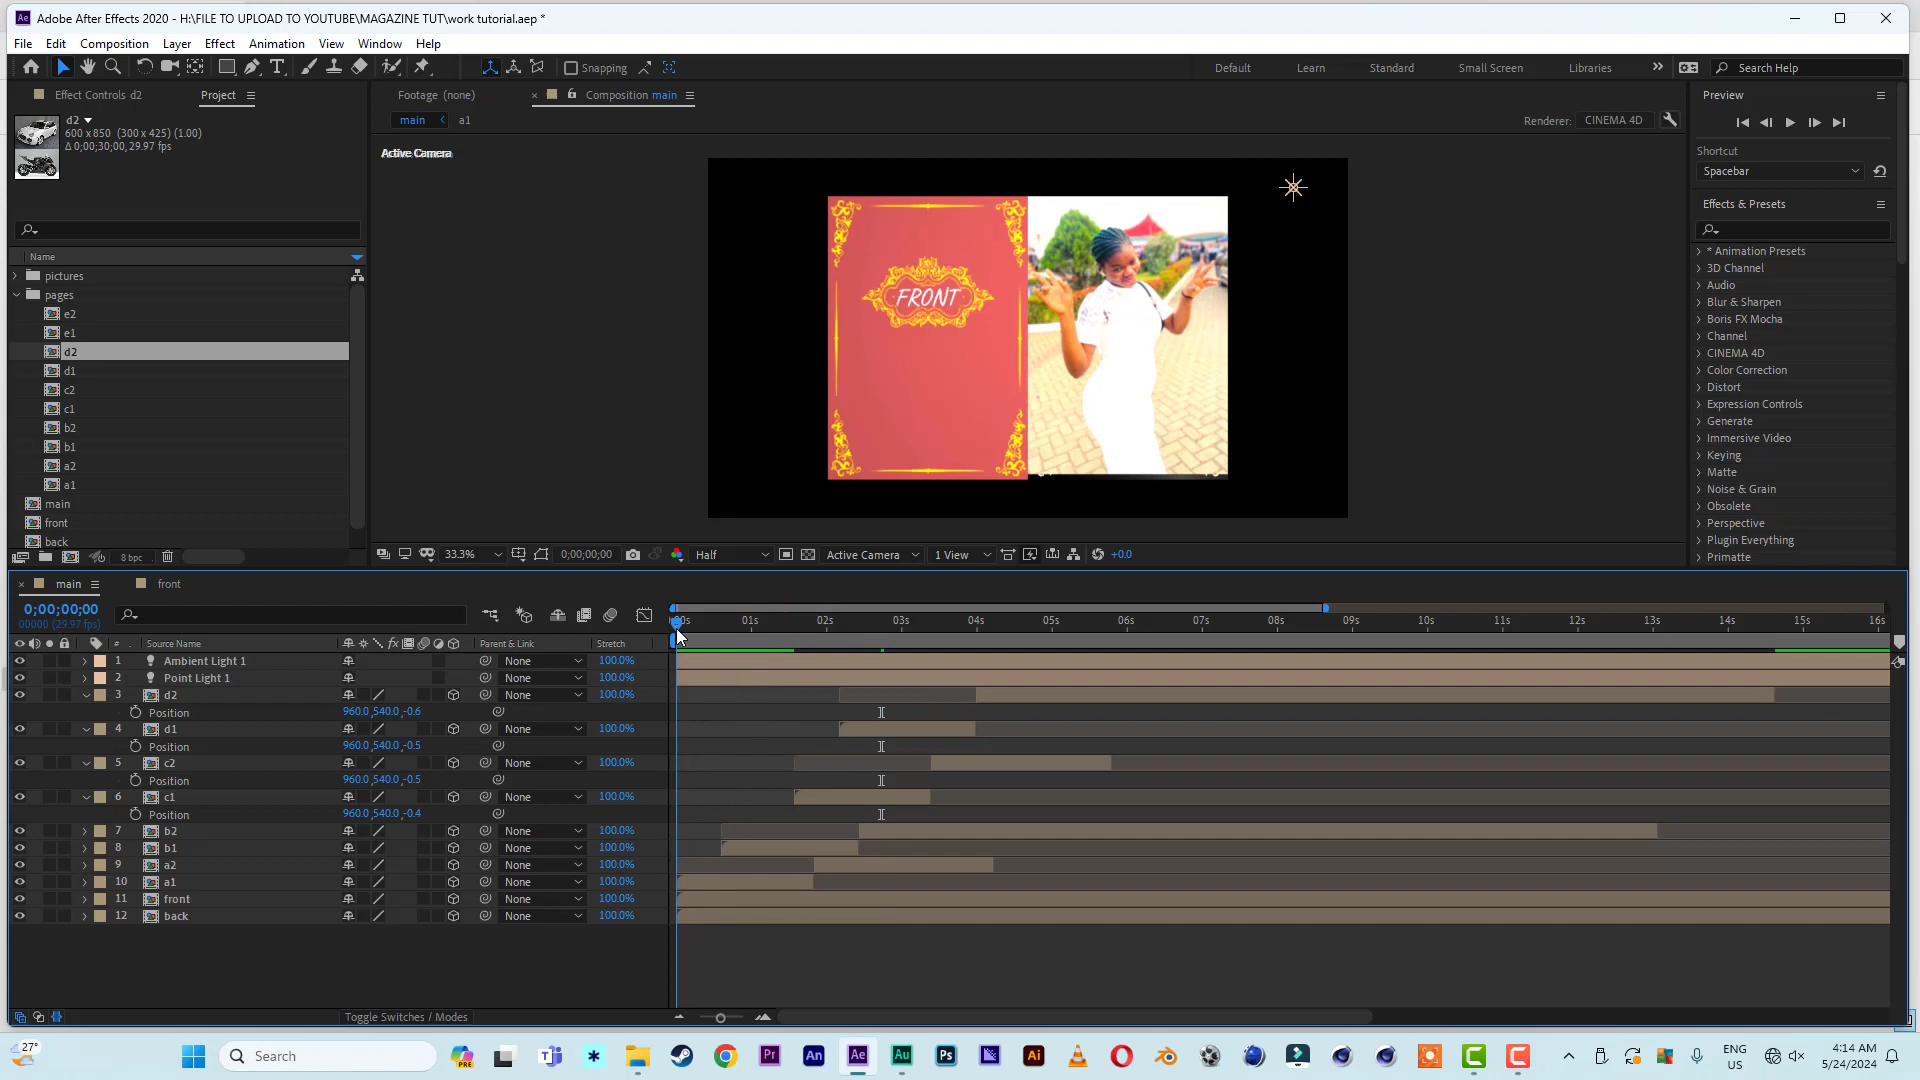 Adobe After Effects 2020 - H:\FILE TO UPLOAD TO YOUTUBE\MAGAZINE TUT\work tutorial.aep *
File Edit Composition Layer Effect Animation View Window Help
Snapping
Default Learn Standard Small Screen Libraries Search Help
Effect Controls d2 Project
Footage (none) Composition main
main a1
Renderer: CINEMA 4D
Active Camera
d2
600 x 850 (300 x 425) (1.00)
Δ 0;00;30;00, 29.97 fps
Name
pictures
pages
e2
e1
d2
d1
c2
c1
b2
b1
a2
a1
main
front
back
8 bpc
FRONT
33.3% 0;00;00;00 Half Active Camera 1 View +0.0
Preview
Shortcut
Spacebar
Effects & Presets
* Animation Presets
3D Channel
Audio
Blur & Sharpen
Boris FX Mocha
Channel
CINEMA 4D
Color Correction
Distort
Expression Controls
Generate
Immersive Video
Keying
Matte
Noise & Grain
Obsolete
Perspective
Plugin Everything
Primatte
main front
0;00;00;00
00000 (29.97 fps)
00s 01s 02s 03s 04s 05s 06s 07s 08s 09s 10s 11s 12s 13s 14s 15s 16s
# Source Name fx Parent & Link Stretch
1 Ambient Light 1 None 100.0%
2 Point Light 1 None 100.0%
3 d2 None 100.0%
Position 960.0,540.0,-0.6
4 d1 None 100.0%
Position 960.0,540.0,-0.5
5 c2 None 100.0%
Position 960.0,540.0,-0.5
6 c1 None 100.0%
Position 960.0,540.0,-0.4
7 b2 None 100.0%
8 b1 None 100.0%
9 a2 None 100.0%
10 a1 None 100.0%
11 front None 100.0%
12 back None 100.0%
Toggle Switches / Modes
27°
Search
ENG
US
4:14 AM
5/24/2024